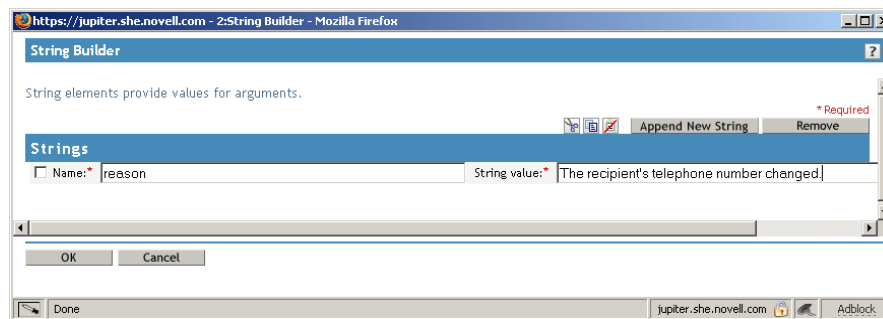 https://jupiter.she.novell.com - 2:String Builder - Mozilla Firefox
String Builder
?
String elements provide values for arguments.
*Required
Append New String Remove
Strings
Name:* reason String value:* The recipient's telephone number changed.
OK Cancel
Done jupiter.she.novell.com Adblock